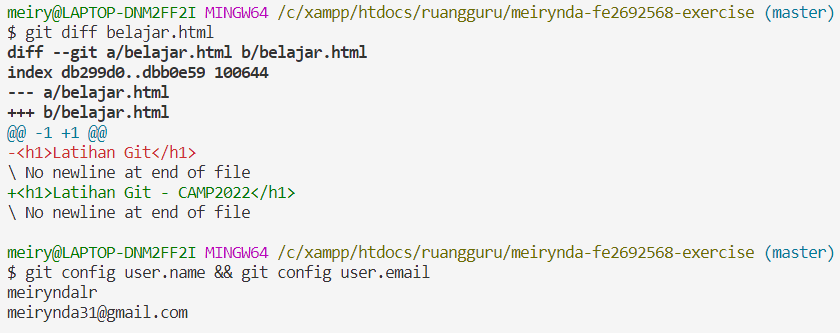 meiry@LAPTOP-DNM2FF2I MINGW64 /c/xampp/htdocs/ruangguru/meirynda-fe2692568-exercise (master)
$ git diff belajar.html
diff --git a/belajar.html b/belajar.html
index db299d0..dbb0e59 100644
--- a/belajar.html
+++ b/belajar.html
@@ -1 +1 @@
-<h1>Latihan Git</h1>
\ No newline at end of file
+<h1>Latihan Git - CAMP2022</h1>
\ No newline at end of file
meiry@LAPTOP-DNM2FF2I MINGW64 /c/xampp/htdocs/ruangguru/meirynda-fe2692568-exercise (master)
$ git config user.name && git config user.email
meiryndalr
meirynda31@gmail.com